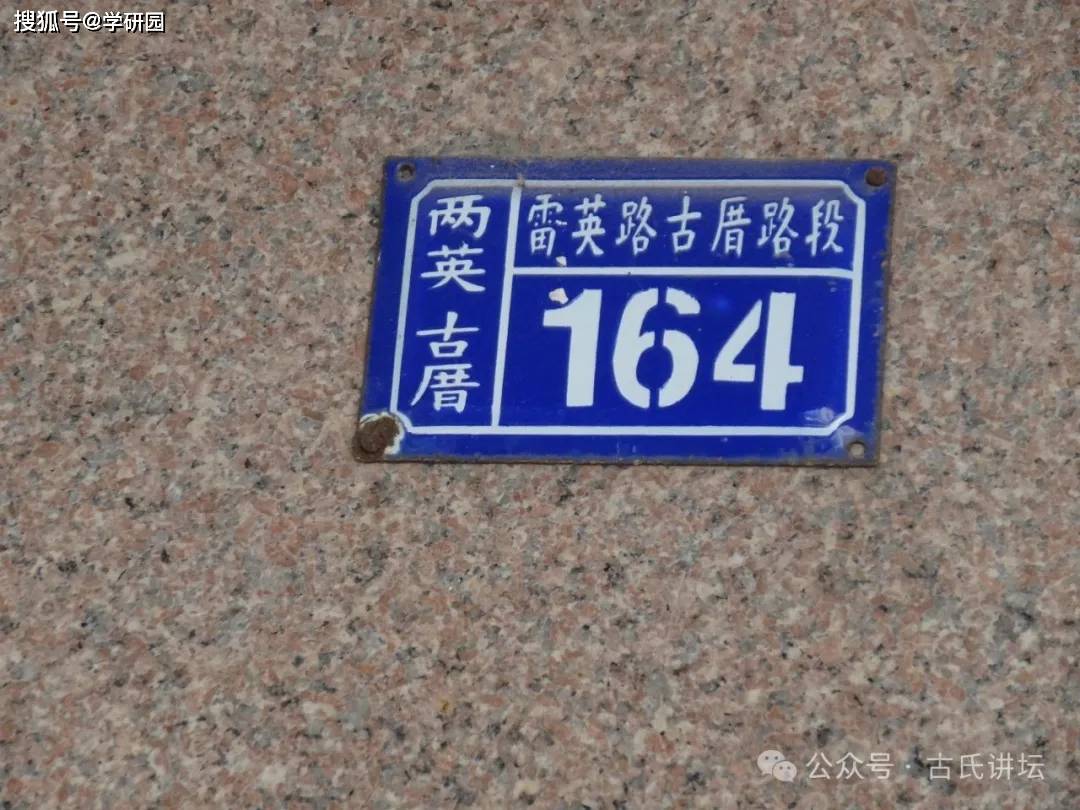 搜狐号@学研园
两英 古厝
雷英路古厝路段
164
公众号·古氏讲坛